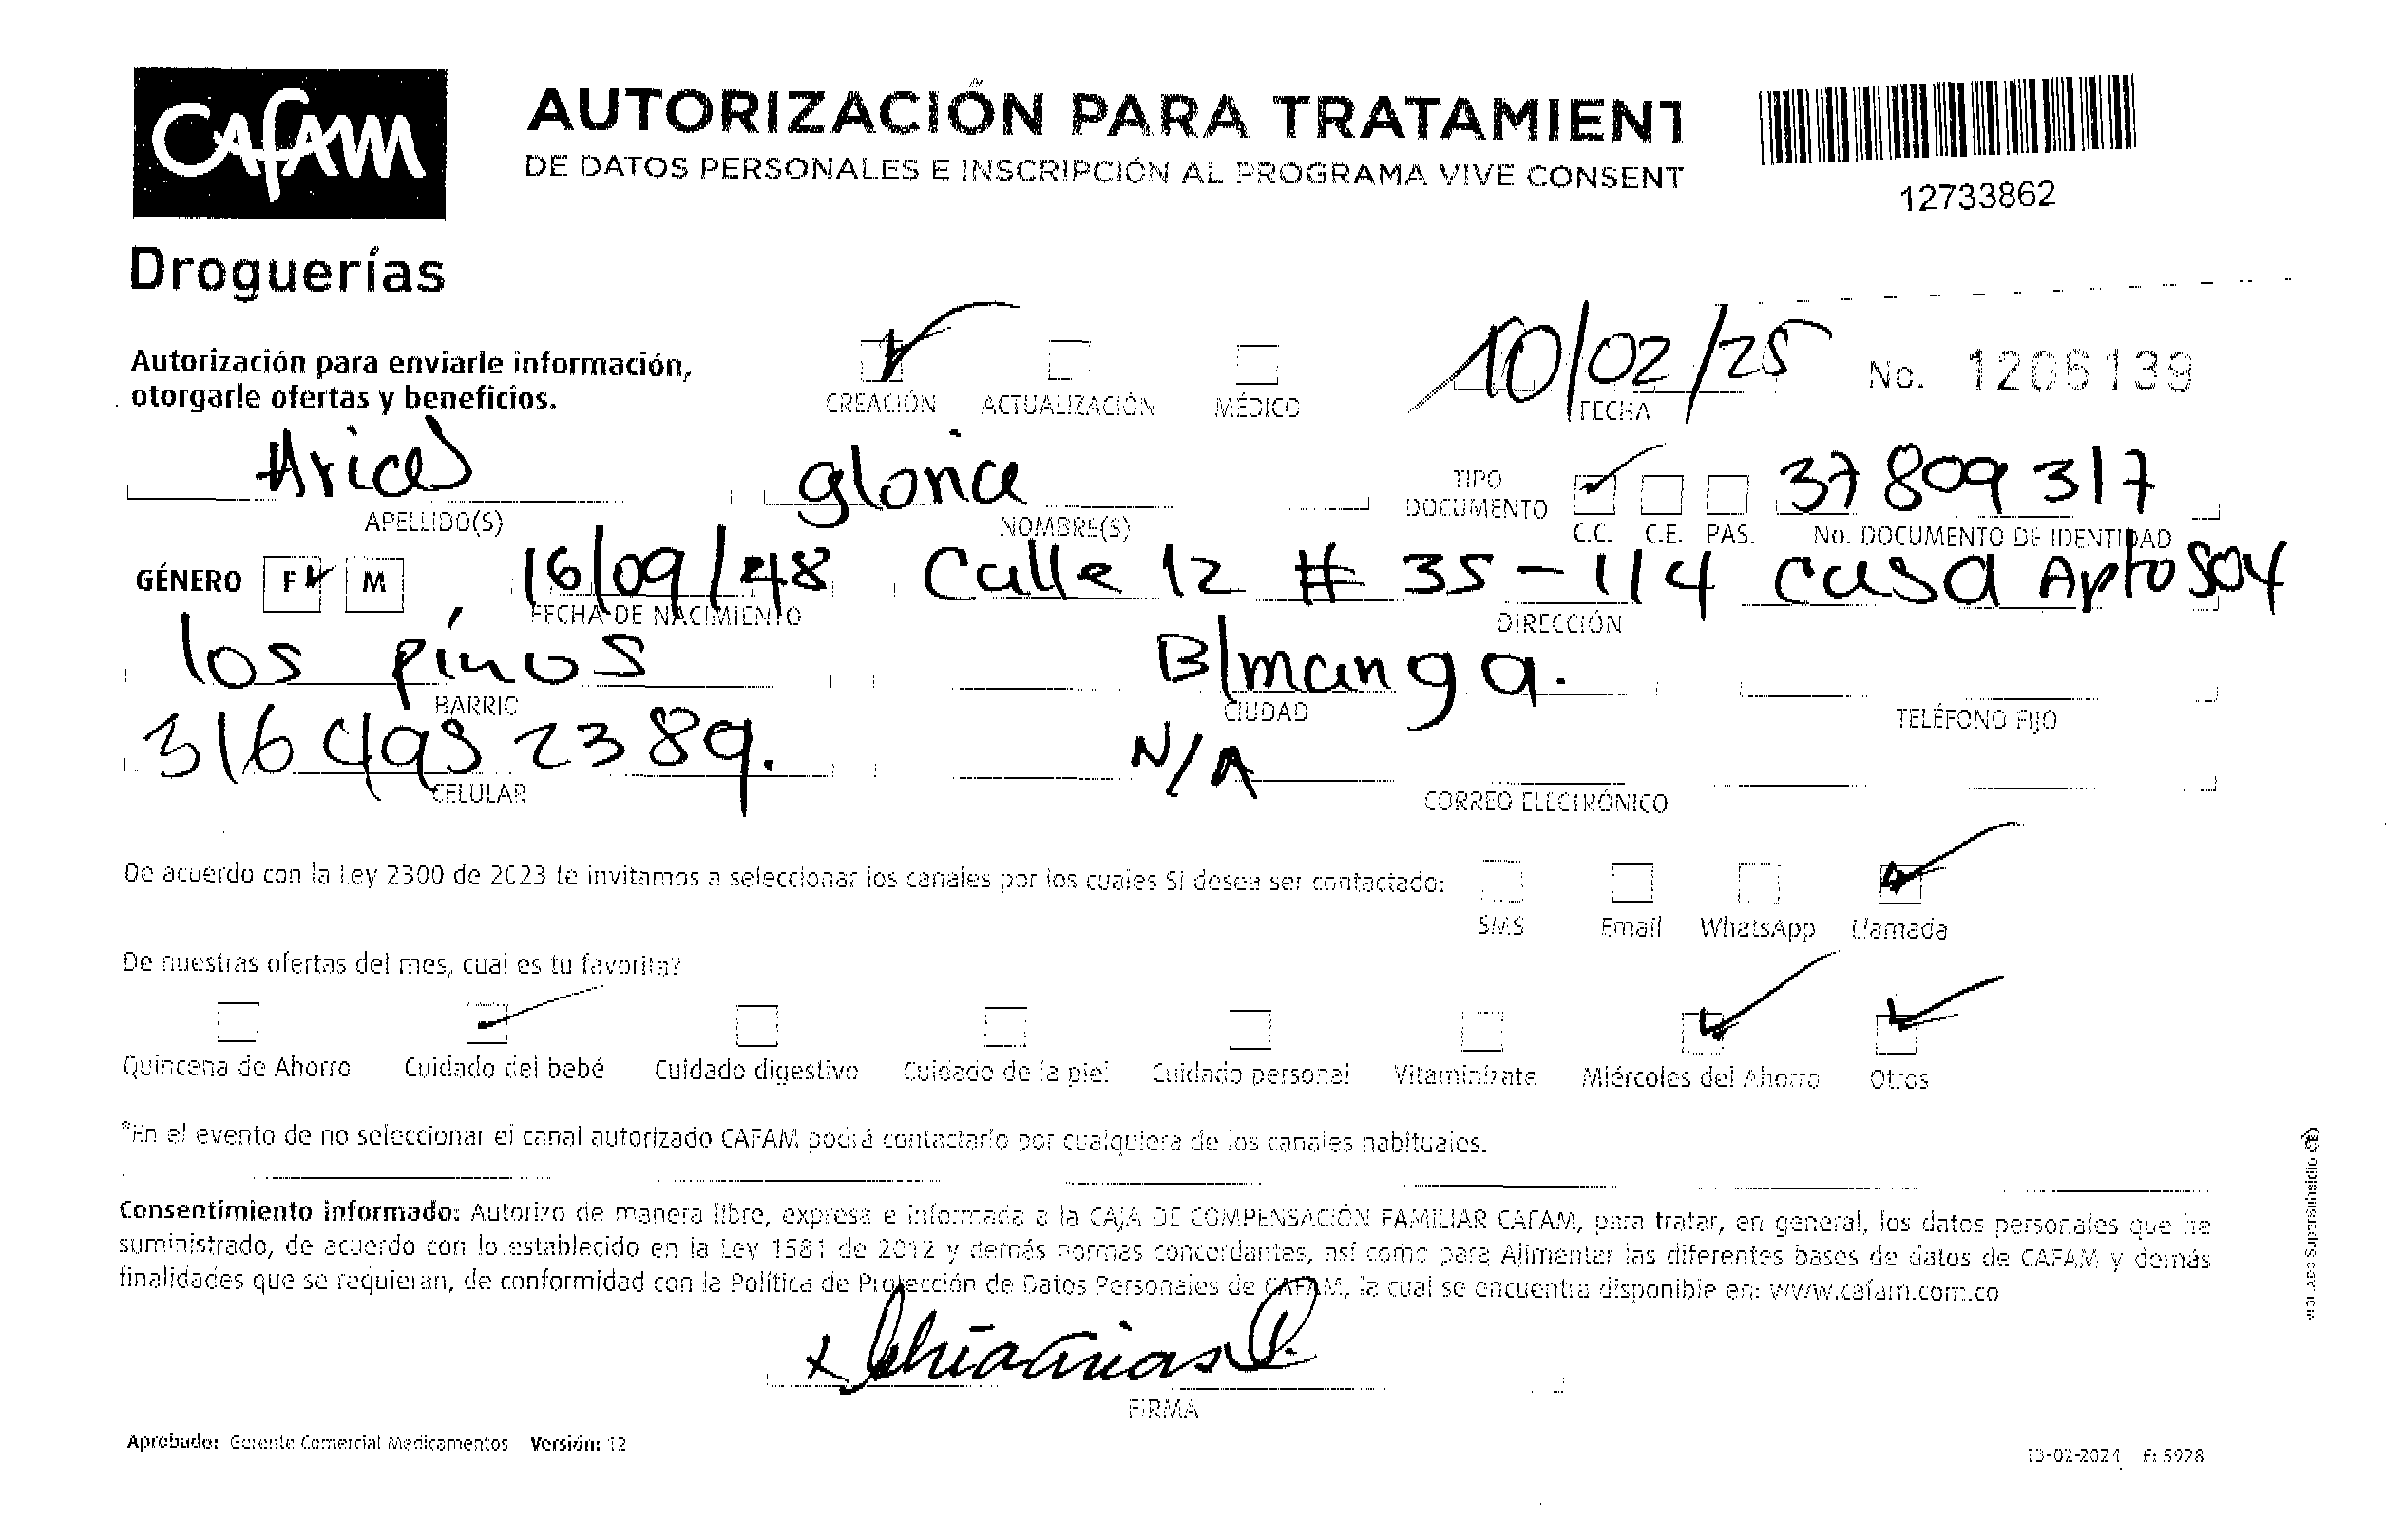 CAFAM
Droguerías
AUTORIZACIÓN PARA TRATAMIENT
DE DATOS PERSONALES E INSCRIPCIÓN AL PROGRAMA VIVE CONSENT
12733862
Autorización para enviarle información,
otorgarle ofertas y beneficios.
CREACIÓN ACTUALIZACIÓN MÉDICO
10/02/25
FECHA
No. 1206139
Arias gloria
APELLIDO(S) NOMBRE(S)
TIPO DOCUMENTO C.C. C.E. PAS.
37809317
No. DOCUMENTO DE IDENTIDAD
GÉNERO F M
16/09/48
FECHA DE NACIMIENTO
Calle 12 # 35-114 casa Apto 504
DIRECCIÓN
los pinos
BARRIO
B/manga.
CIUDAD
TELÉFONO FIJO
316 495 2389.
CELULAR
N/A
CORREO ELECTRÓNICO
De acuerdo con la Ley 2300 de 2023 te invitamos a seleccionar los canales por los cuales SI desea ser contactado:
SMS Email WhatsApp Llamada
De nuestras ofertas del mes, cual es tu favorita?
Quincena de Ahorro Cuidado del bebé Cuidado digestivo Cuidado de la piel Cuidado personal Vitaminízate Miércoles del Ahorro Otros
*En el evento de no seleccionar el canal autorizado CAFAM podrá contactarlo por cualquiera de los canales habituales.
Consentimiento informado: Autorizo de manera libre, expresa e informada a la CAJA DE COMPENSACIÓN FAMILIAR CAFAM, para tratar, en general, los datos personales que he
suministrado, de acuerdo con lo establecido en la Ley 1581 de 2012 y demás normas concordantes, así como para Alimentar las diferentes bases de datos de CAFAM y demás
finalidades que se requieran, de conformidad con la Política de Protección de Datos Personales de CAFAM, la cual se encuentra disponible en: www.cafam.com.co
FIRMA
Aprobado: Gerente Comercial Medicamentos Versión: 12
13-02-2024 Ft 5928